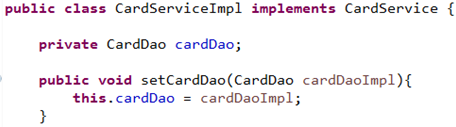 public class CardServiceImpl implements CardService {
private CardDao cardDao;
public void setCardDao(CardDao cardDaoImpl){
this.cardDao = cardDaoImpl;
}